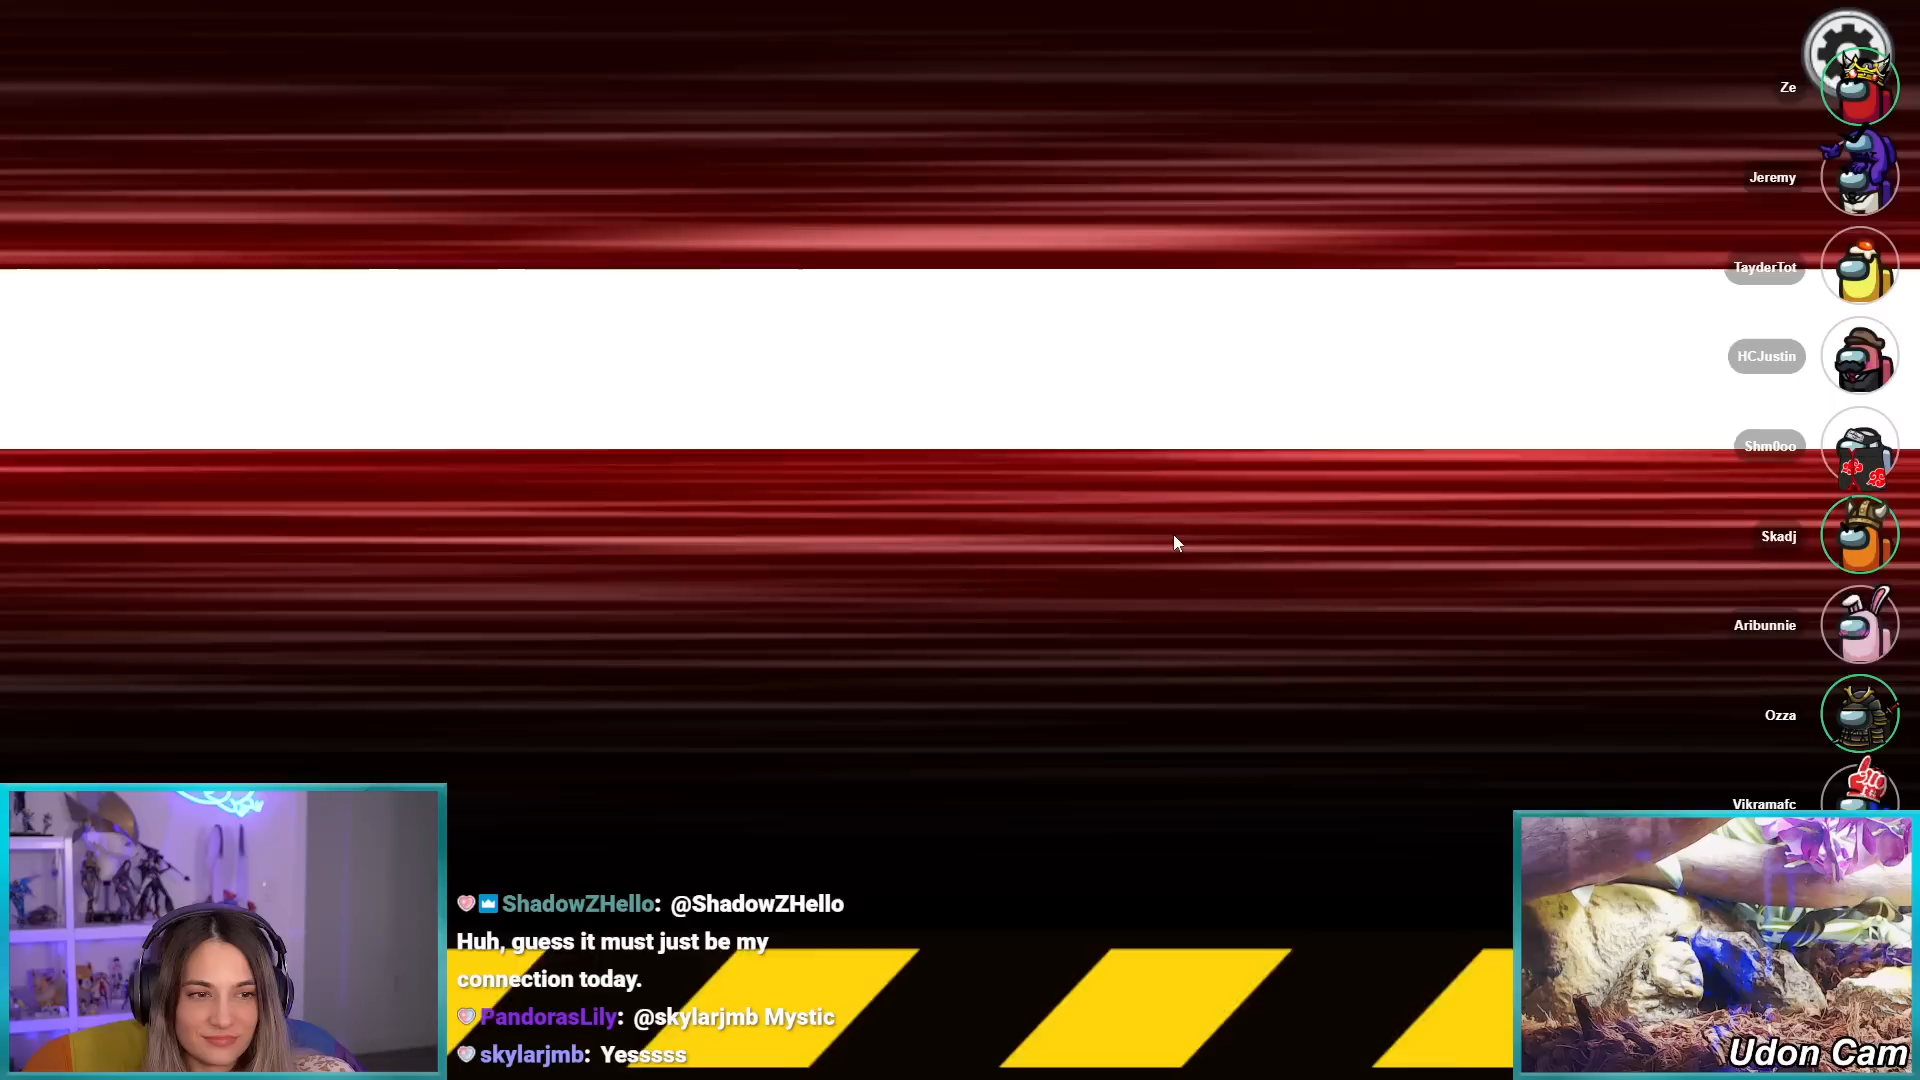 Ze
Jeremy
TayderTot
HCJustin
Shm0oo
Skadj
Aribunnie
Ozza
Vikramafc
ShadowZHello: @ShadowZHello
Huh, guess it must just be my
connection today.
PandorasLily: @skylarjmb Mystic
skylarjmb: Yesssss
Udon Cam